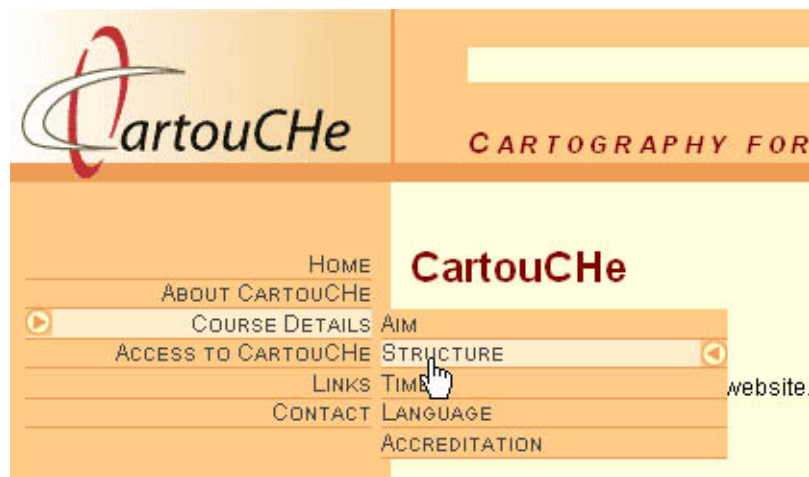 CartouCHe
CARTOGRAPHY FOR
CartouCHe
HOME
ABOUT CARTOUCHE
COURSE DETAILS
ACCESS TO CARTOUCHE
LINKS
CONTACT
AIM
STRUCTURE
LANGUAGE
ACCREDITATION
website.